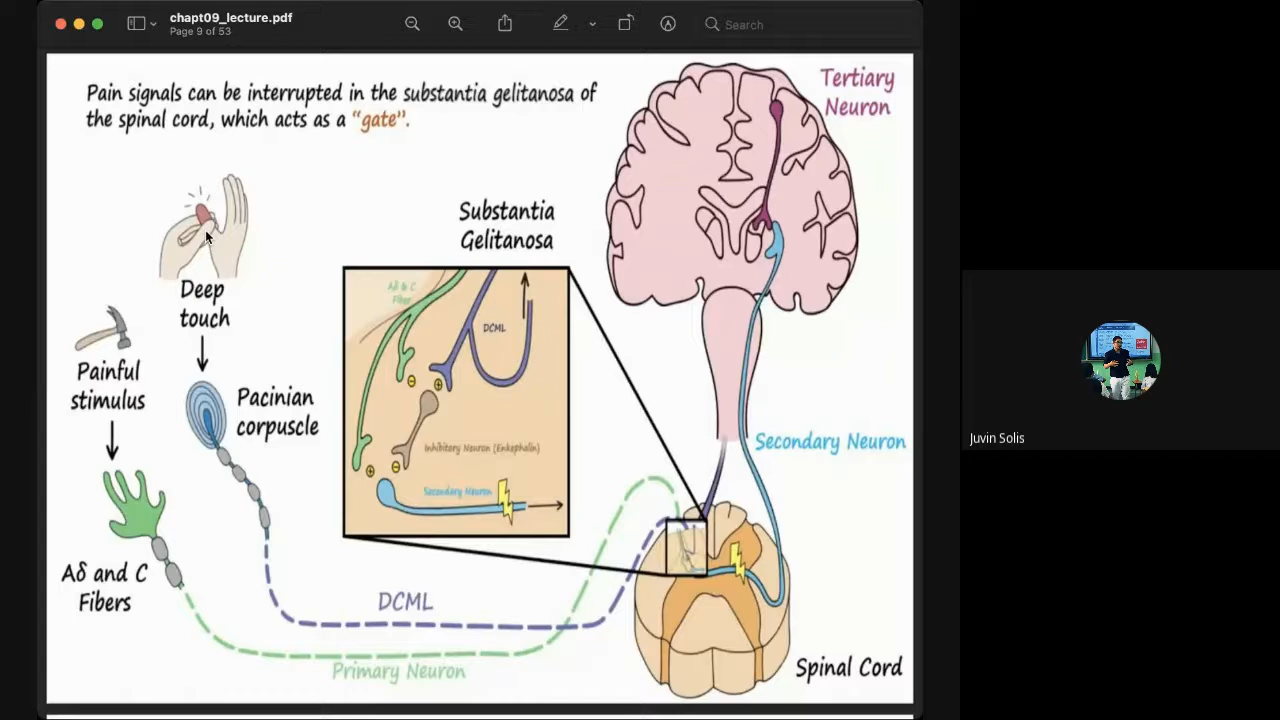 chapt09_lecture.pdf
Page 9 of 53
Search
Pain signals can be interrupted in the substantia gelitanosa of
the spinal cord, which acts as a “gate”.
Tertiary
Neuron
Substantia
Gelitanosa
Deep
touch
Painful
stimulus
Pacinian
corpuscle
Aδ & C
Fiber
DCML
Inhibitory Neuron (Enkephalin)
Secondary Neuron
Secondary Neuron
Aδ and C
Fibers
DCML
Primary Neuron
Spinal Cord
Juvin Solis